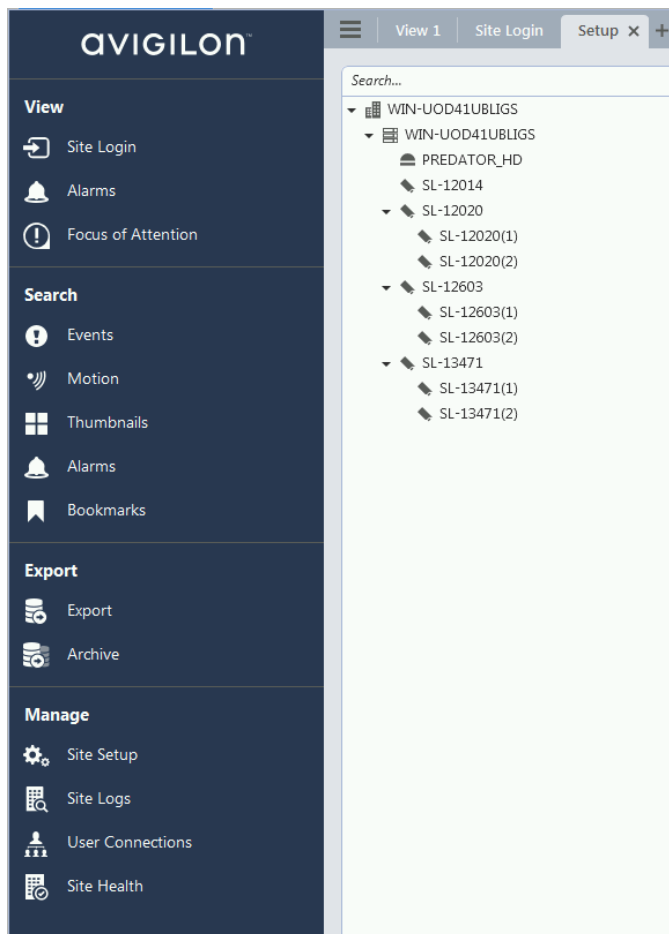 avigilon™
View
Site Login
Alarms
Focus of Attention
Search
Events
Motion
Thumbnails
Alarms
Bookmarks
Export
Export
Archive
Manage
Site Setup
Site Logs
User Connections
Site Health
View 1 Site Login Setup × +
Search...
WIN-UOD41UBLIGS
WIN-UOD41UBLIGS
PREDATOR_HD
SL-12014
SL-12020
SL-12020(1)
SL-12020(2)
SL-12603
SL-12603(1)
SL-12603(2)
SL-13471
SL-13471(1)
SL-13471(2)